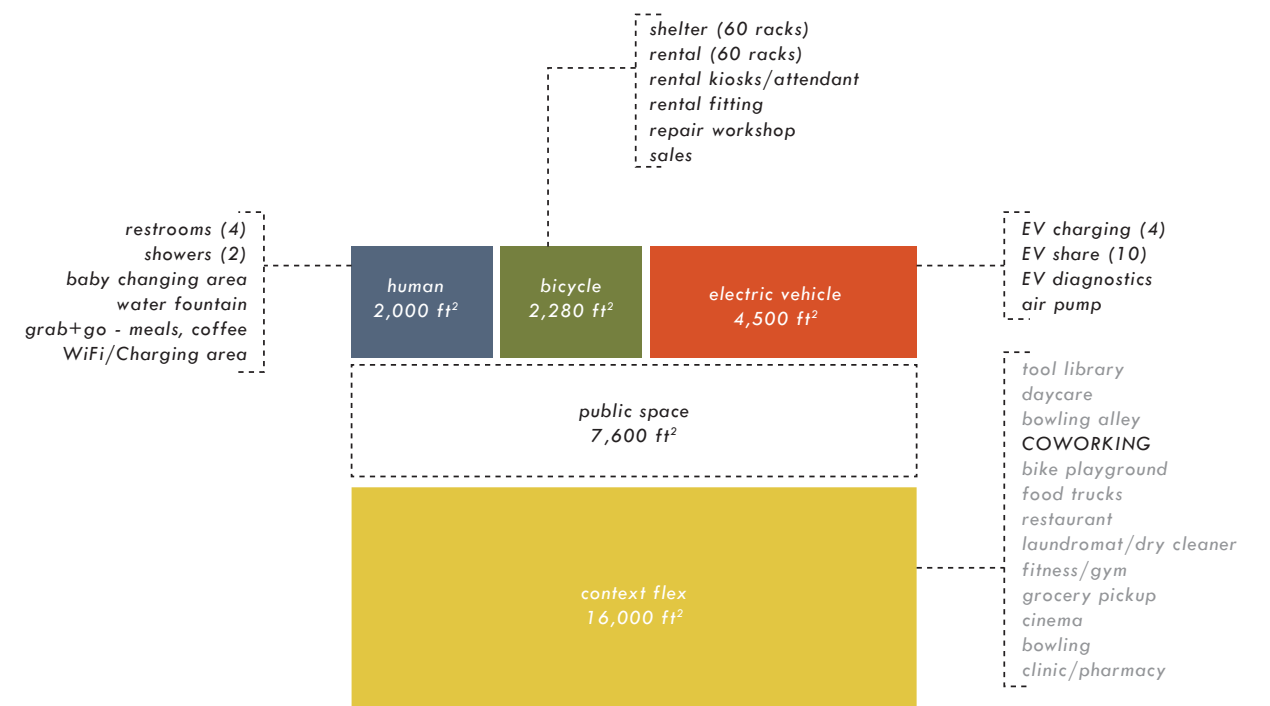 shelter (60 racks)
rental (60 racks)
rental kiosks/attendant
rental fitting
repair workshop
sales
restrooms (4)
showers (2)
baby changing area
water fountain
grab+go - meals, coffee
WiFi/Charging area
human
2,000 ft²
bicycle
2,280 ft²
electric vehicle
4,500 ft²
EV charging (4)
EV share (10)
EV diagnostics
air pump
public space
7,600 ft²
context flex
16,000 ft²
tool library
daycare
bowling alley
COWORKING
bike playground
food trucks
restaurant
laundromat/dry cleaner
fitness/gym
grocery pickup
cinema
bowling
clinic/pharmacy